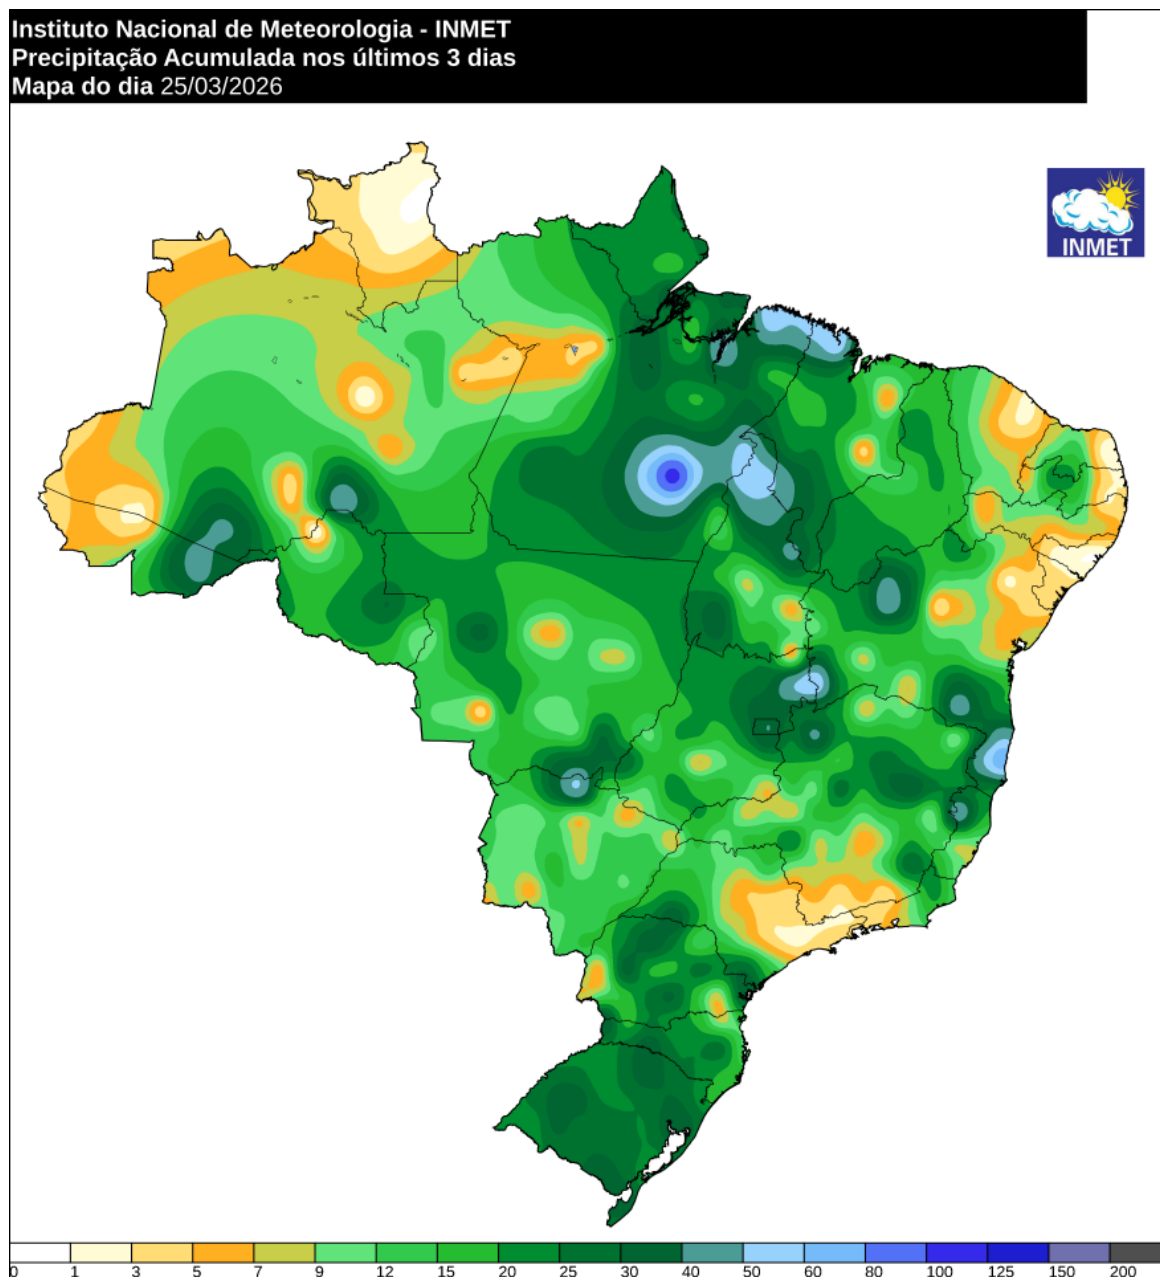 Instituto Nacional de Meteorologia - INMET
Precipitação Acumulada nos últimos 3 dias
Mapa do dia 25/03/2026
INMET
0 1 3 5 7 9 12 15 20 25 30 40 50 60 80 100 125 150 200